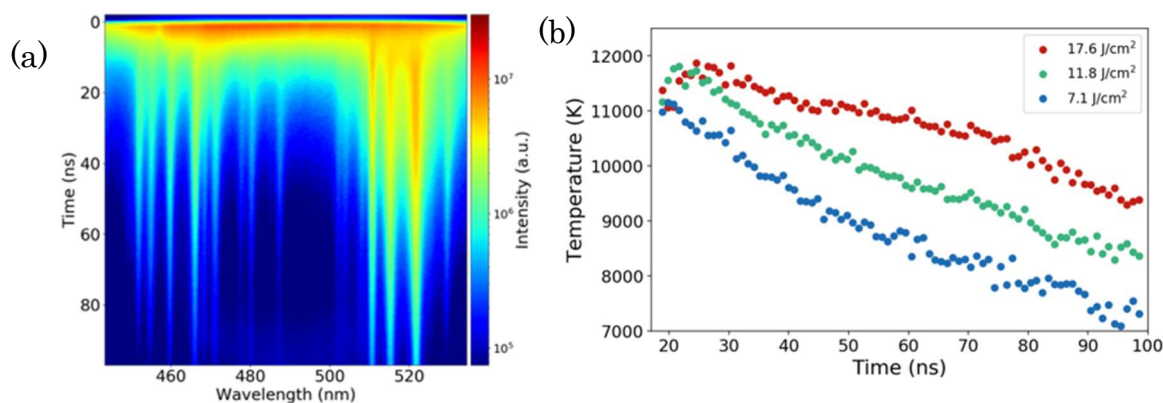 (a)
0
20
40
60
80
Time (ns)
460 480 500 520
Wavelength (nm)
10⁷
10⁶
10⁵
Intensity (a.u.)
(b)
12000
11000
10000
9000
8000
7000
Temperature (K)
20 30 40 50 60 70 80 90 100
Time (ns)
17.6 J/cm²
11.8 J/cm²
7.1 J/cm²